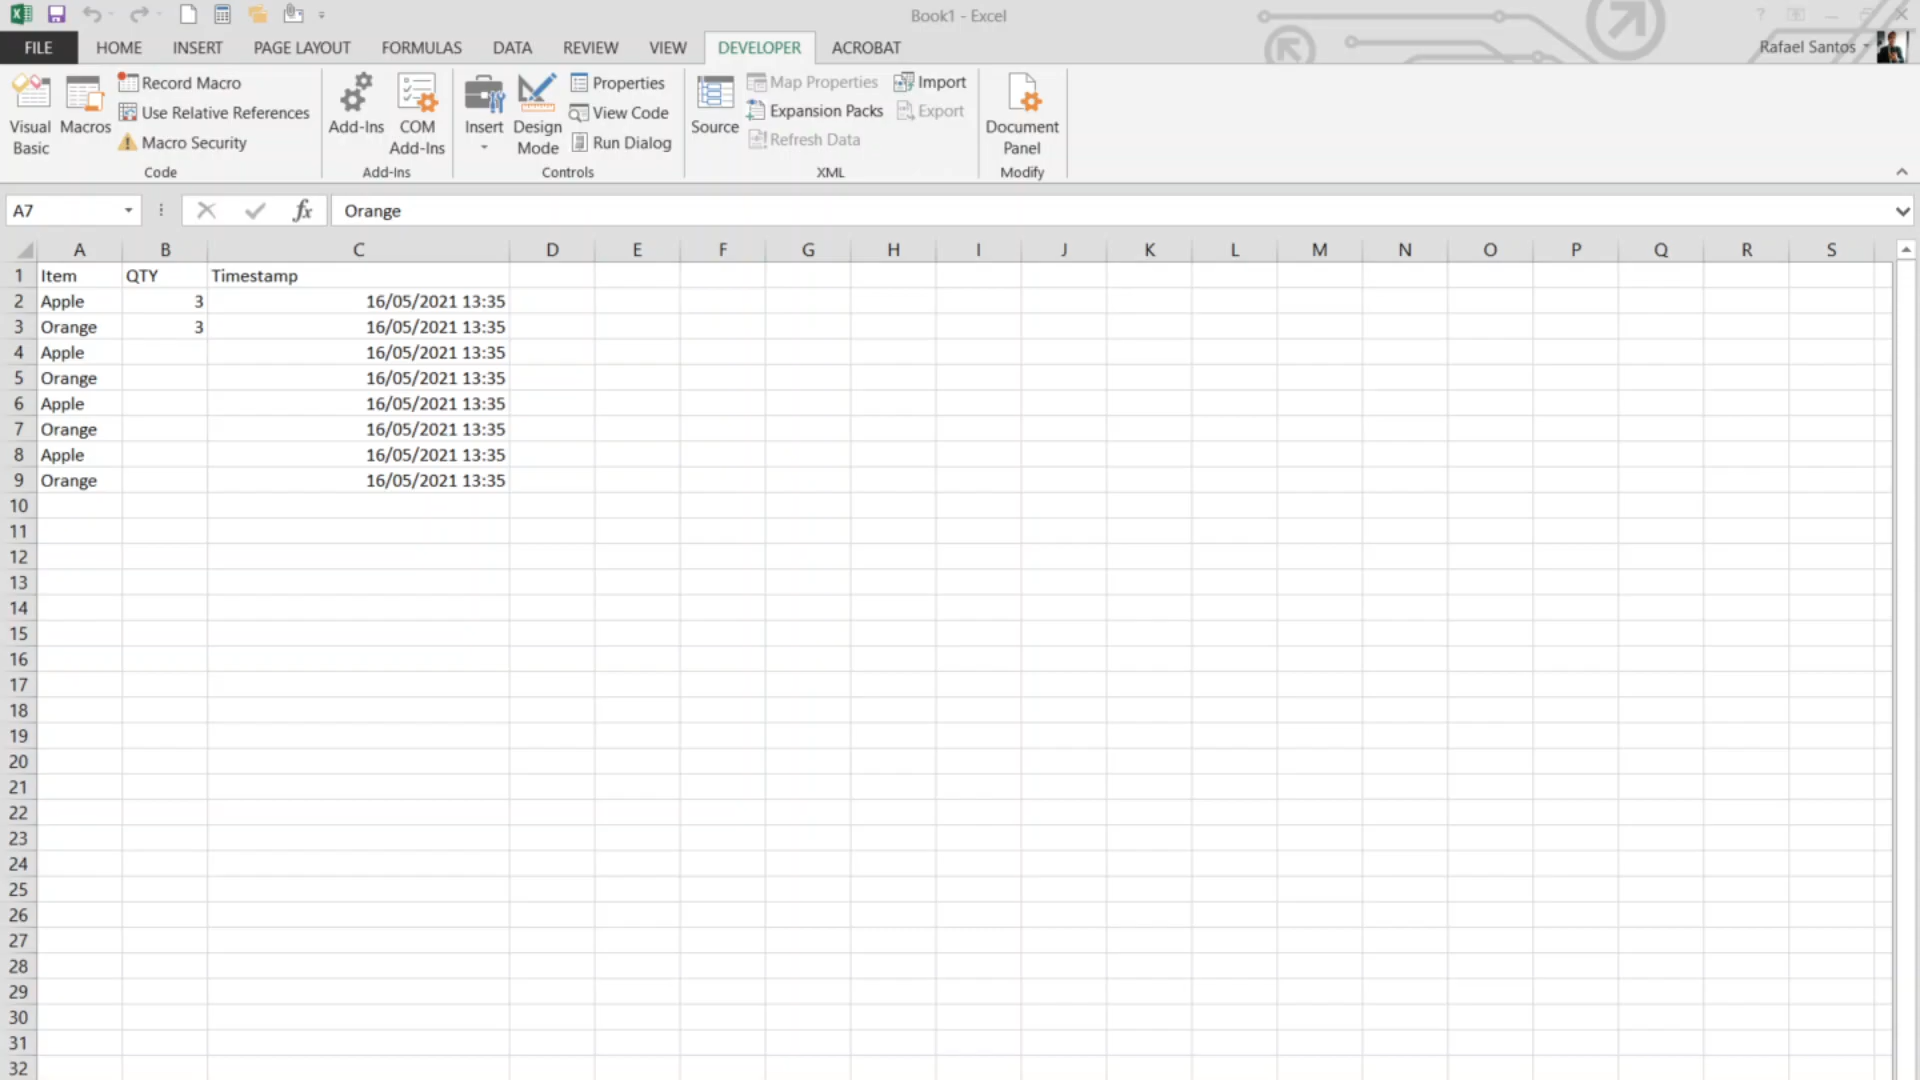 Book1 - Excel
?
FILE HOME INSERT PAGE LAYOUT FORMULAS DATA REVIEW VIEW DEVELOPER ACROBAT Rafael Santos
Visual Basic
Macros
Record Macro
Use Relative References
Macro Security
Code
Add-Ins
COM Add-Ins
Add-Ins
Insert
Design Mode
Properties
View Code
Run Dialog
Controls
Source
Map Properties
Expansion Packs
Refresh Data
Import
Export
XML
Document Panel
Modify
A7 fx Orange
A B C D E F G H I J K L M N O P Q R S
1 Item QTY Timestamp
2 Apple 3 16/05/2021 13:35
3 Orange 3 16/05/2021 13:35
4 Apple 16/05/2021 13:35
5 Orange 16/05/2021 13:35
6 Apple 16/05/2021 13:35
7 Orange 16/05/2021 13:35
8 Apple 16/05/2021 13:35
9 Orange 16/05/2021 13:35
10
11
12
13
14
15
16
17
18
19
20
21
22
23
24
25
26
27
28
29
30
31
32